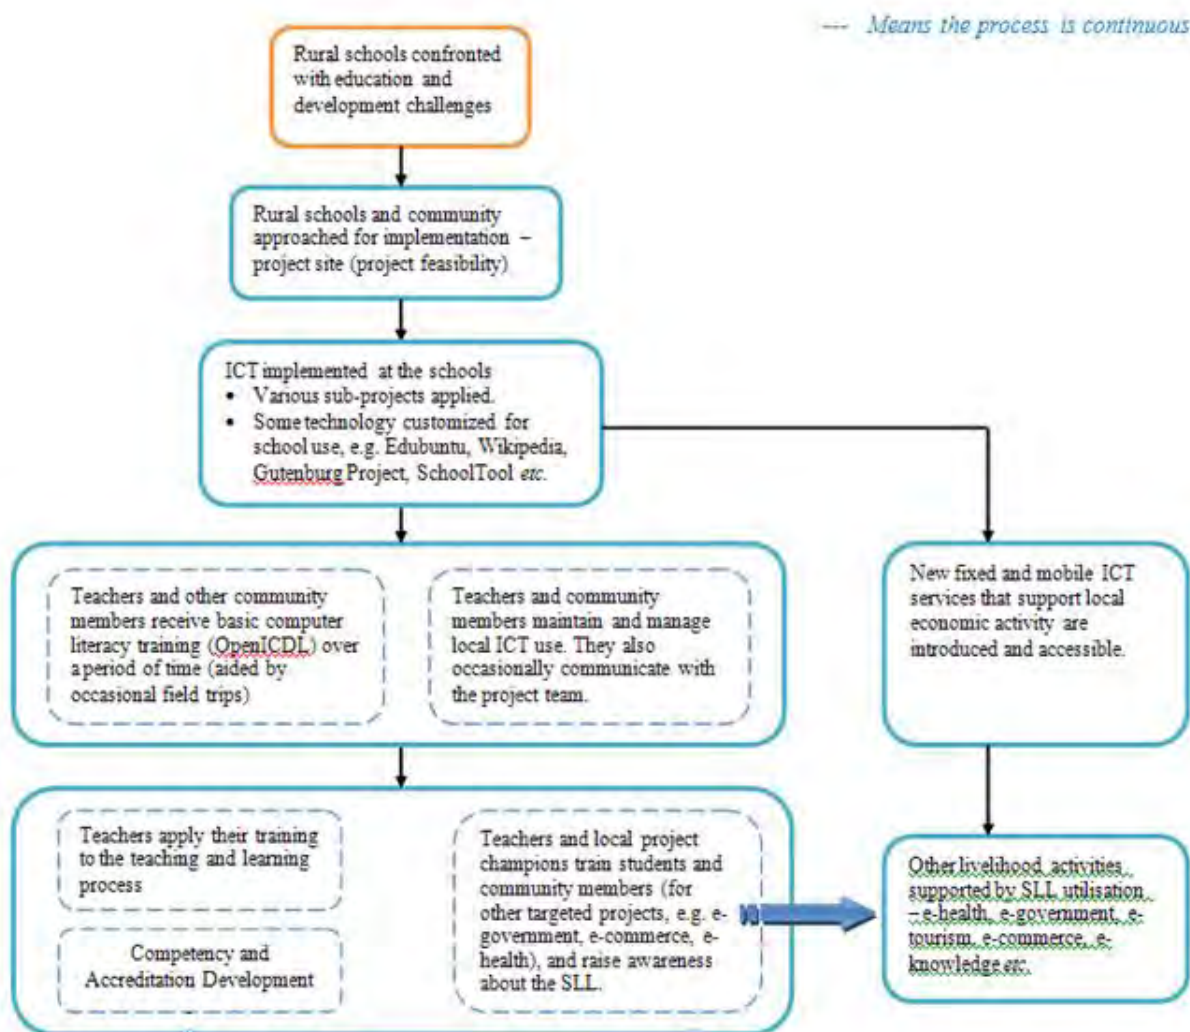 --- Means the process is continuous
Rural schools confronted
with education and
development challenges
Rural schools and community
approached for implementation –
project site (project feasibility)
ICT implemented at the schools
• Various sub-projects applied.
• Some technology customized for
school use, e.g. Edubuntu, Wikipedia,
Gutenburg Project, SchoolTool etc.
Teachers and other community
members receive basic computer
literacy training (OpenICDL) over
a period of time (aided by
occasional field trips)
Teachers and community
members maintain and manage
local ICT use. They also
occasionally communicate with
the project team.
New fixed and mobile ICT
services that support local
economic activity are
introduced and accessible.
Teachers apply their training
to the teaching and learning
process
Competency and
Accreditation Development
Teachers and local project
champions train students and
community members (for
other targeted projects, e.g. e-
government, e-commerce, e-
health), and raise awareness
about the SLL.
Other livelihood activities
supported by SLL utilisation
– e-health, e-government, e-
tourism, e-commerce, e-
knowledge etc.